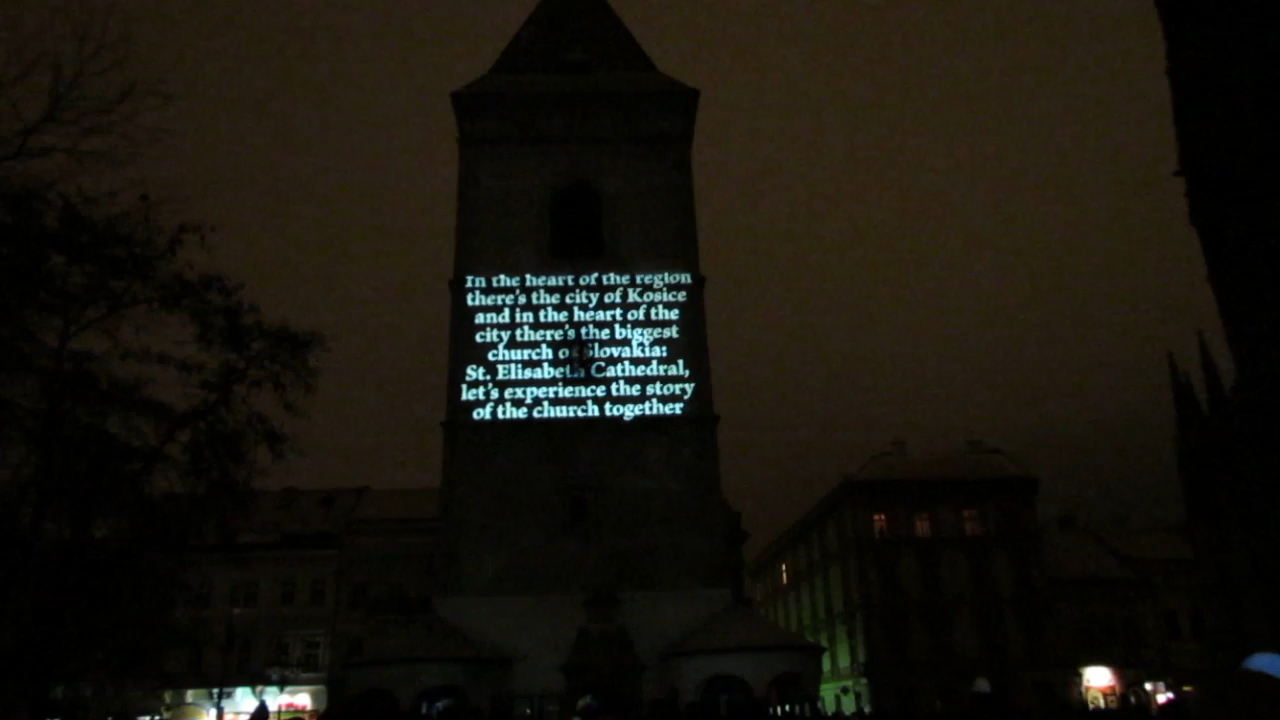 In the heart of the region
there's the city of Kosice
and in the heart of the
city there's the biggest
church of Slovakia:
St. Elisabeth Cathedral,
let's experience the story
of the church together